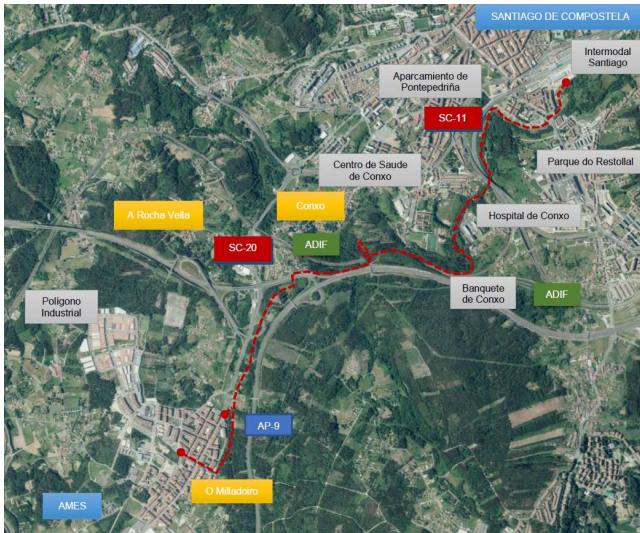 SANTIAGO DE COMPOSTELA
Intermodal
Santiago
Aparcamiento de
Pontepedriña
SC-11
Centro de Saude
de Conxo
Parque do Restollal
A Rocha Vella
Conxo
Hospital de Conxo
SC-20
ADIF
Banquete
de Conxo
ADIF
Polígono
Industrial
AP-9
O Milladoiro
AMES